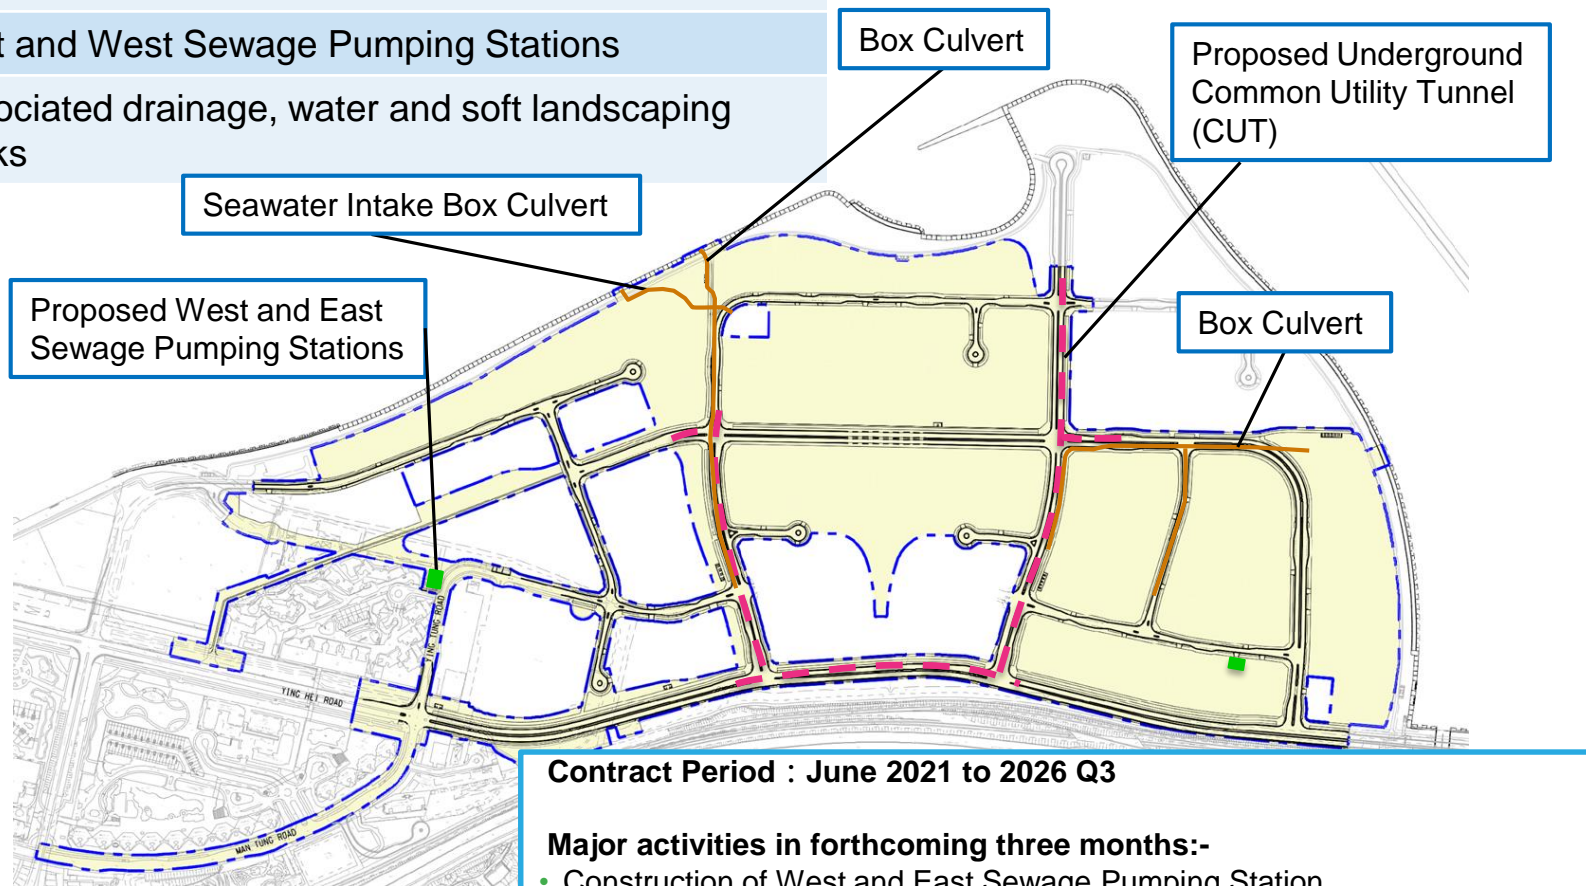 t and West Sewage Pumping Stations
ociated drainage, water and soft landscaping
ks
Box Culvert
Proposed Underground
Common Utility Tunnel
(CUT)
Seawater Intake Box Culvert
Proposed West and East
Sewage Pumping Stations
Box Culvert
YING TUNG ROAD
YING HEI ROAD
MAN TUNG ROAD
Contract Period : June 2021 to 2026 Q3
Major activities in forthcoming three months:-
• Construction of West and East Sewage Pumping Station